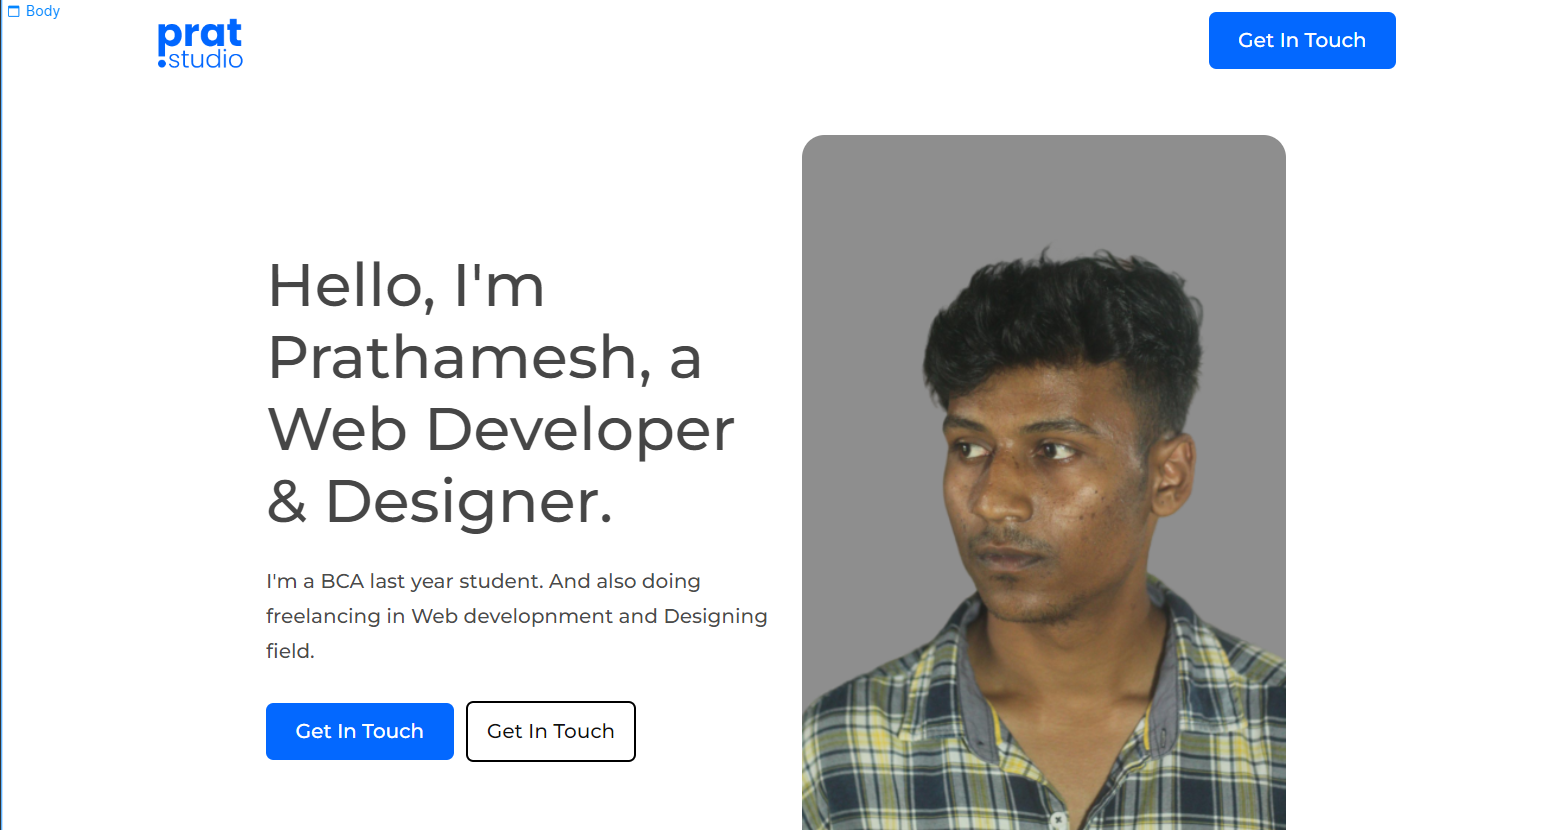 Body
prat
studio
Get In Touch
Hello, I'm
Prathamesh, a
Web Developer
& Designer.
I'm a BCA last year student. And also doing
freelancing in Web developnment and Designing
field.
Get In Touch
Get In Touch